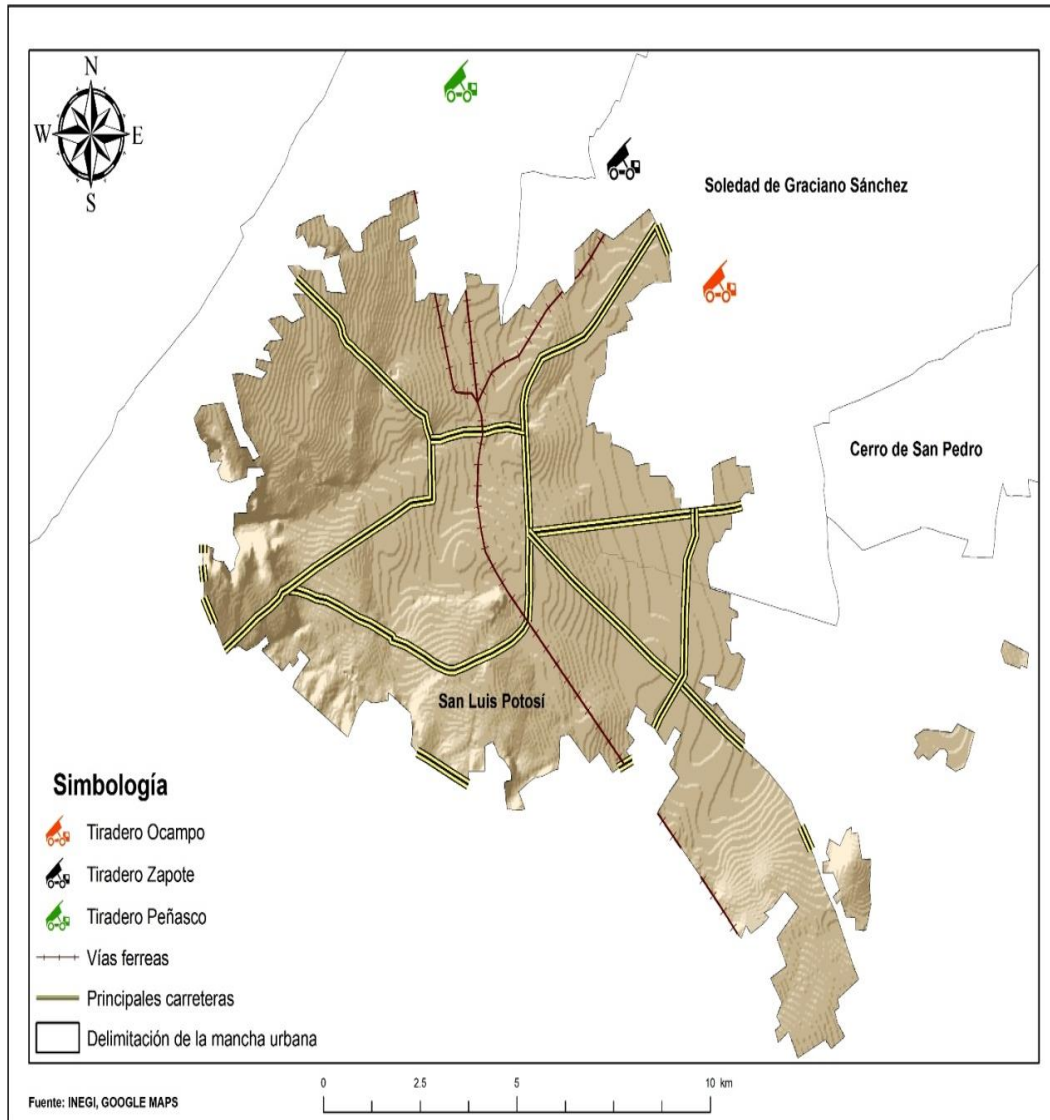 N
W
E
S
Soledad de Graciano Sánchez
Cerro de San Pedro
San Luis Potosí
Simbología
Tiradero Ocampo
Tiradero Zapote
Tiradero Peñasco
Vías ferreas
Principales carreteras
Delimitación de la mancha urbana
Fuente: INEGI, GOOGLE MAPS
0 2.5 5 10 km